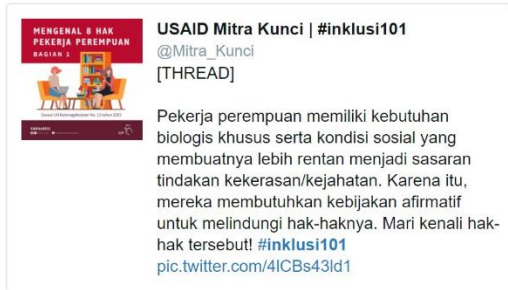 MENGENAL 8 HAK
PEKERJA PEREMPUAN
BAGIAN 1
USAID Mitra Kunci | #inklusi101
@Mitra_Kunci
[THREAD]
Pekerja perempuan memiliki kebutuhan
biologis khusus serta kondisi sosial yang
membuatnya lebih rentan menjadi sasaran
tindakan kekerasan/kejahatan. Karena itu,
mereka membutuhkan kebijakan afirmatif
untuk melindungi hak-haknya. Mari kenali hak-
hak tersebut! #inklusi101
pic.twitter.com/4ICBs43ld1